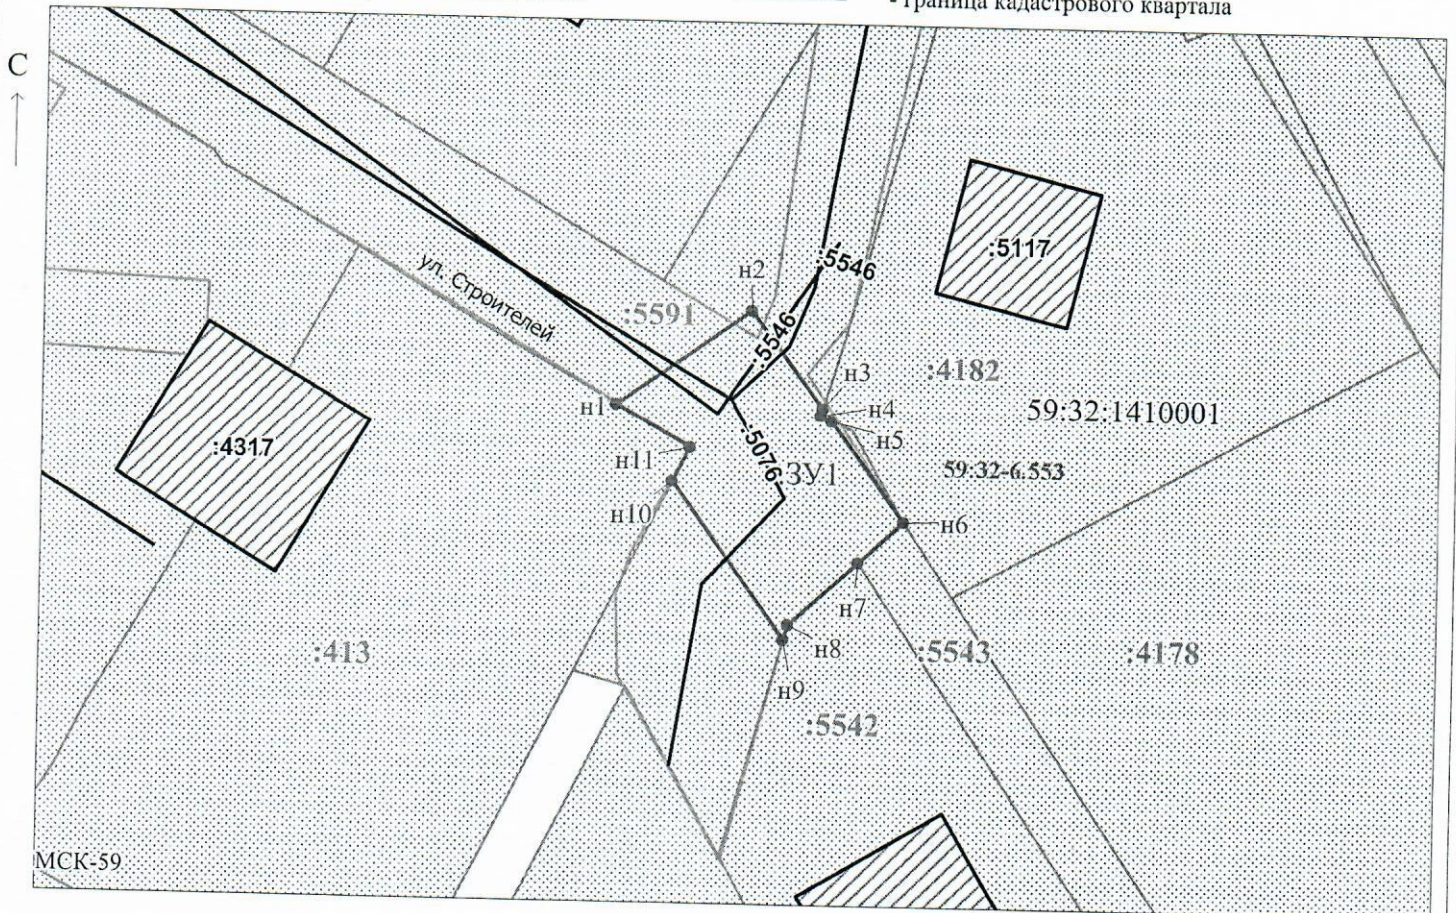 - граница кадастрового квартала
С
:5117
:5546
н2
ул. Строителей
:5591
:5546
н3
:4182
н1
н4
59:32:1410001
н5
:4317
:5076
н11
ЗУ1
59:32-6.553
н10
н6
н7
:413
н8
:5543
:4178
н9
:5542
МСК-59